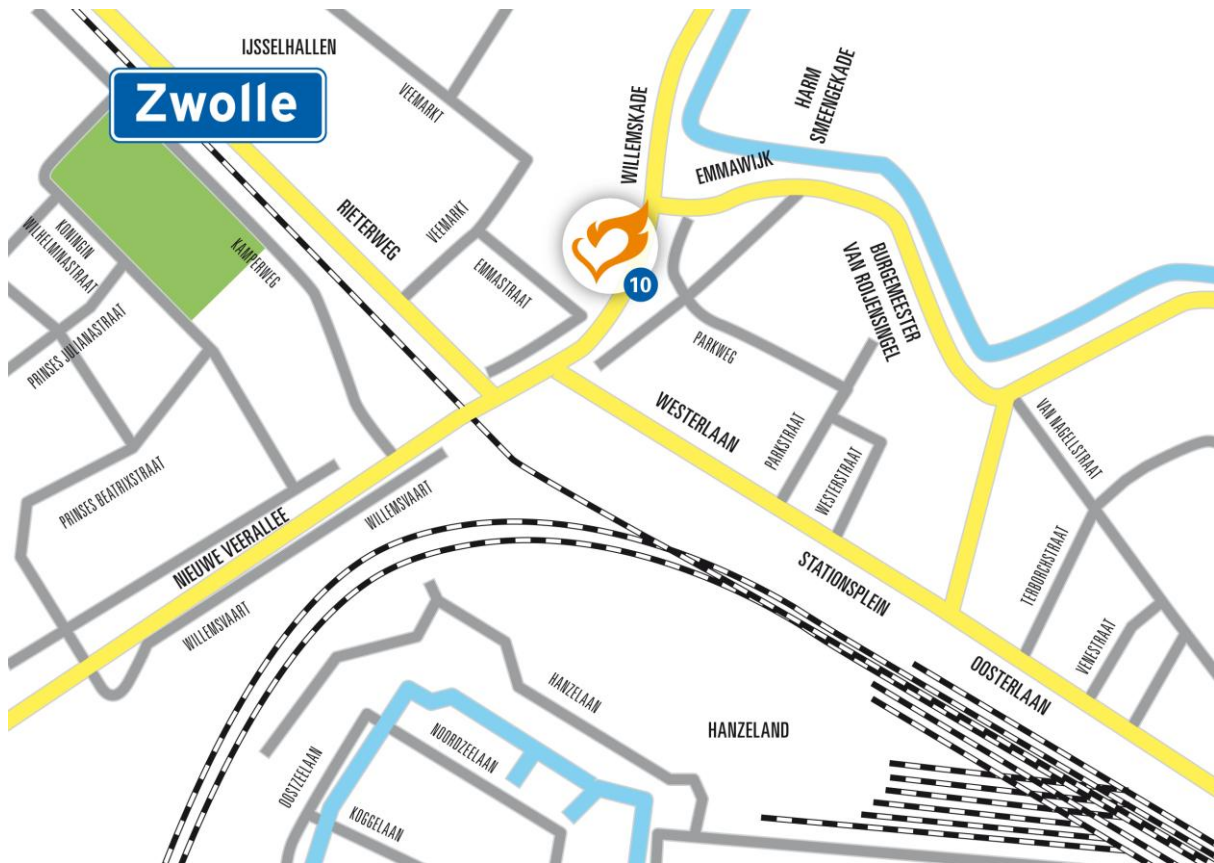 IJSSELHALLEN
Zwolle
VEEMARKT
HARM
SMEENGEKADE
WILLEMSKADE
EMMAWIJK
RIETERWEG
VEEMARKT
KONINGIN
WILHELMINASTRAAT
KAMPERWEG
EMMASTRAAT
10
BURGEMEESTER
VAN ROIJENSINGEL
PRINSES JULIANASTRAAT
PARKWEG
WESTERLAAN
PARKSTRAAT
WESTERSTRAAT
VAN NAGELLSTRAAT
PRINSES BEATRIXSTRAAT
WILLEMSVAART
NIEUWE VEERALLEE
WILLEMSVAART
STATIONSPLEIN
TERBORCHSTRAAT
VENESTRAAT
OOSTERLAAN
HANZELAAN
HANZELAND
NOORDZEELAAN
OOSTZEELAAN
KOGGELAAN